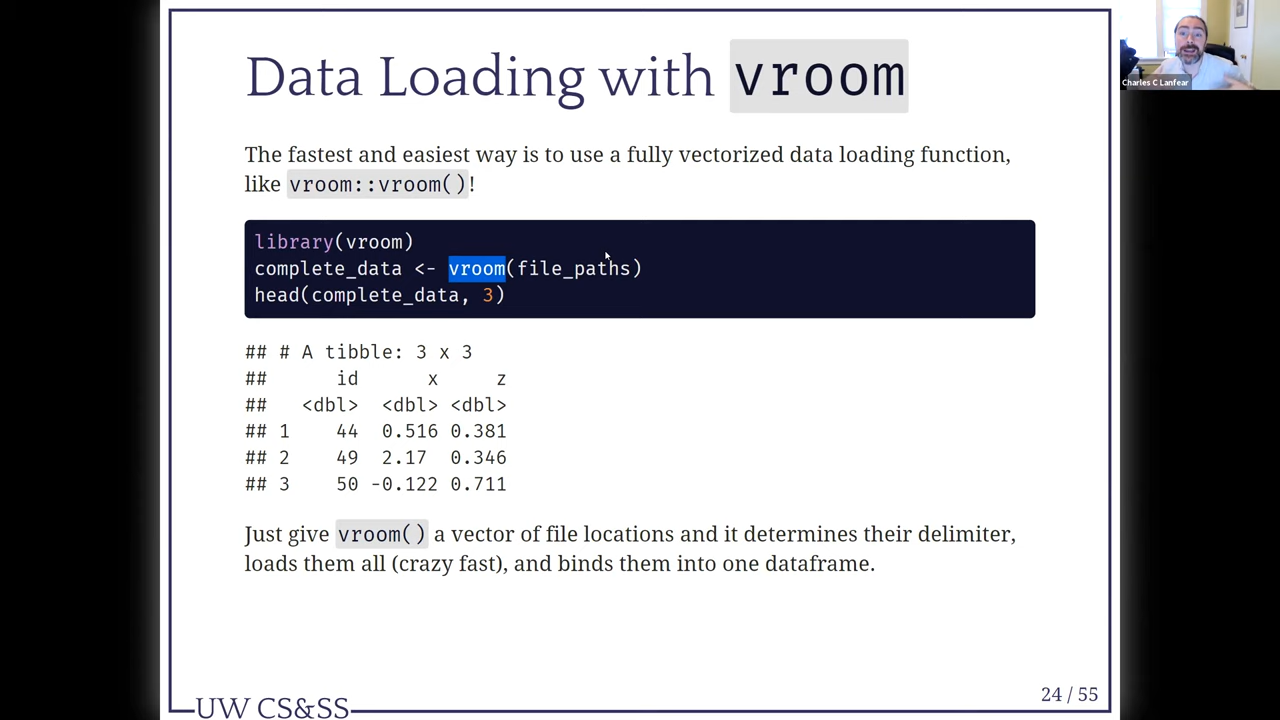 Data Loading with vroom
Charles C Lanfear
The fastest and easiest way is to use a fully vectorized data loading function,
like vroom::vroom()!
library(vroom)
complete_data <- vroom(file_paths)
head(complete_data, 3)
## # A tibble: 3 x 3
##      id      x     z
##   <dbl>  <dbl> <dbl>
## 1    44  0.516 0.381
## 2    49  2.17  0.346
## 3    50 -0.122 0.711
Just give vroom() a vector of file locations and it determines their delimiter,
loads them all (crazy fast), and binds them into one dataframe.
24 / 55
UW CS&SS